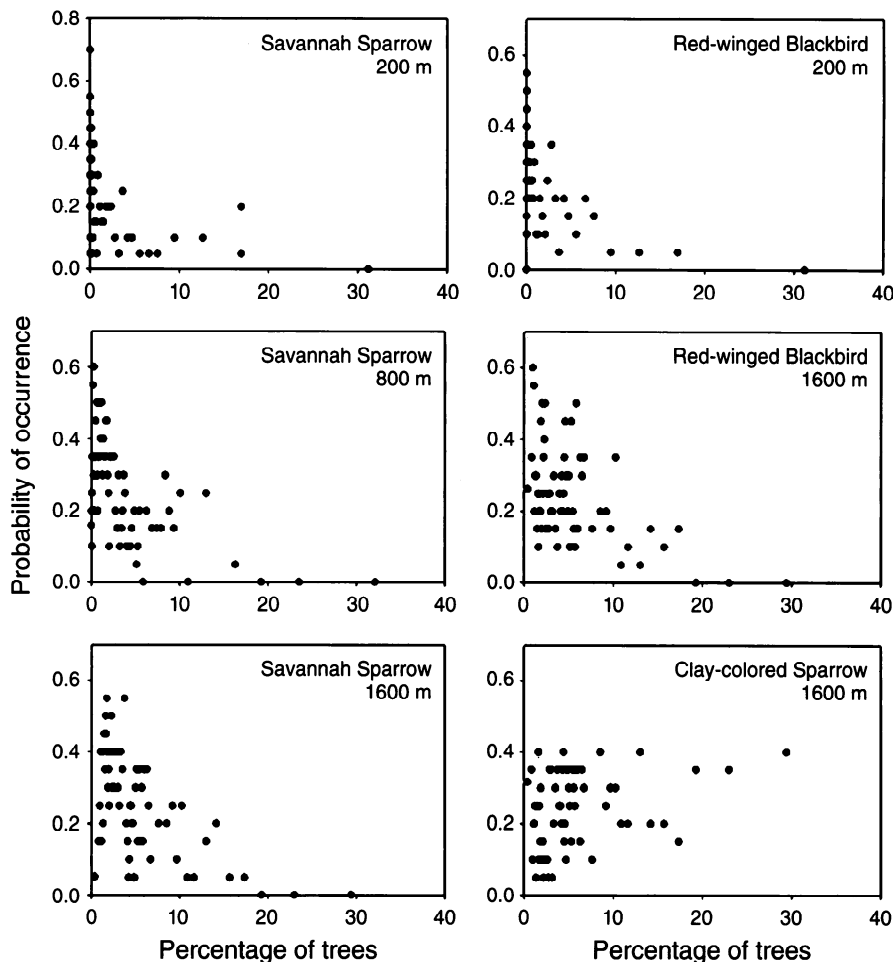 Savannah Sparrow
200 m
0.8
0.6
0.4
0.2
0.0
0 10 20 30 40
Red-winged Blackbird
200 m
0.6
0.4
0.2
0.0
0 10 20 30 40
Probability of occurrence
Savannah Sparrow
800 m
0.6
0.4
0.2
0.0
0 10 20 30 40
Red-winged Blackbird
1600 m
0.6
0.4
0.2
0.0
0 10 20 30 40
Savannah Sparrow
1600 m
0.6
0.4
0.2
0.0
0 10 20 30 40
Percentage of trees
Clay-colored Sparrow
1600 m
0.6
0.4
0.2
0.0
0 10 20 30 40
Percentage of trees